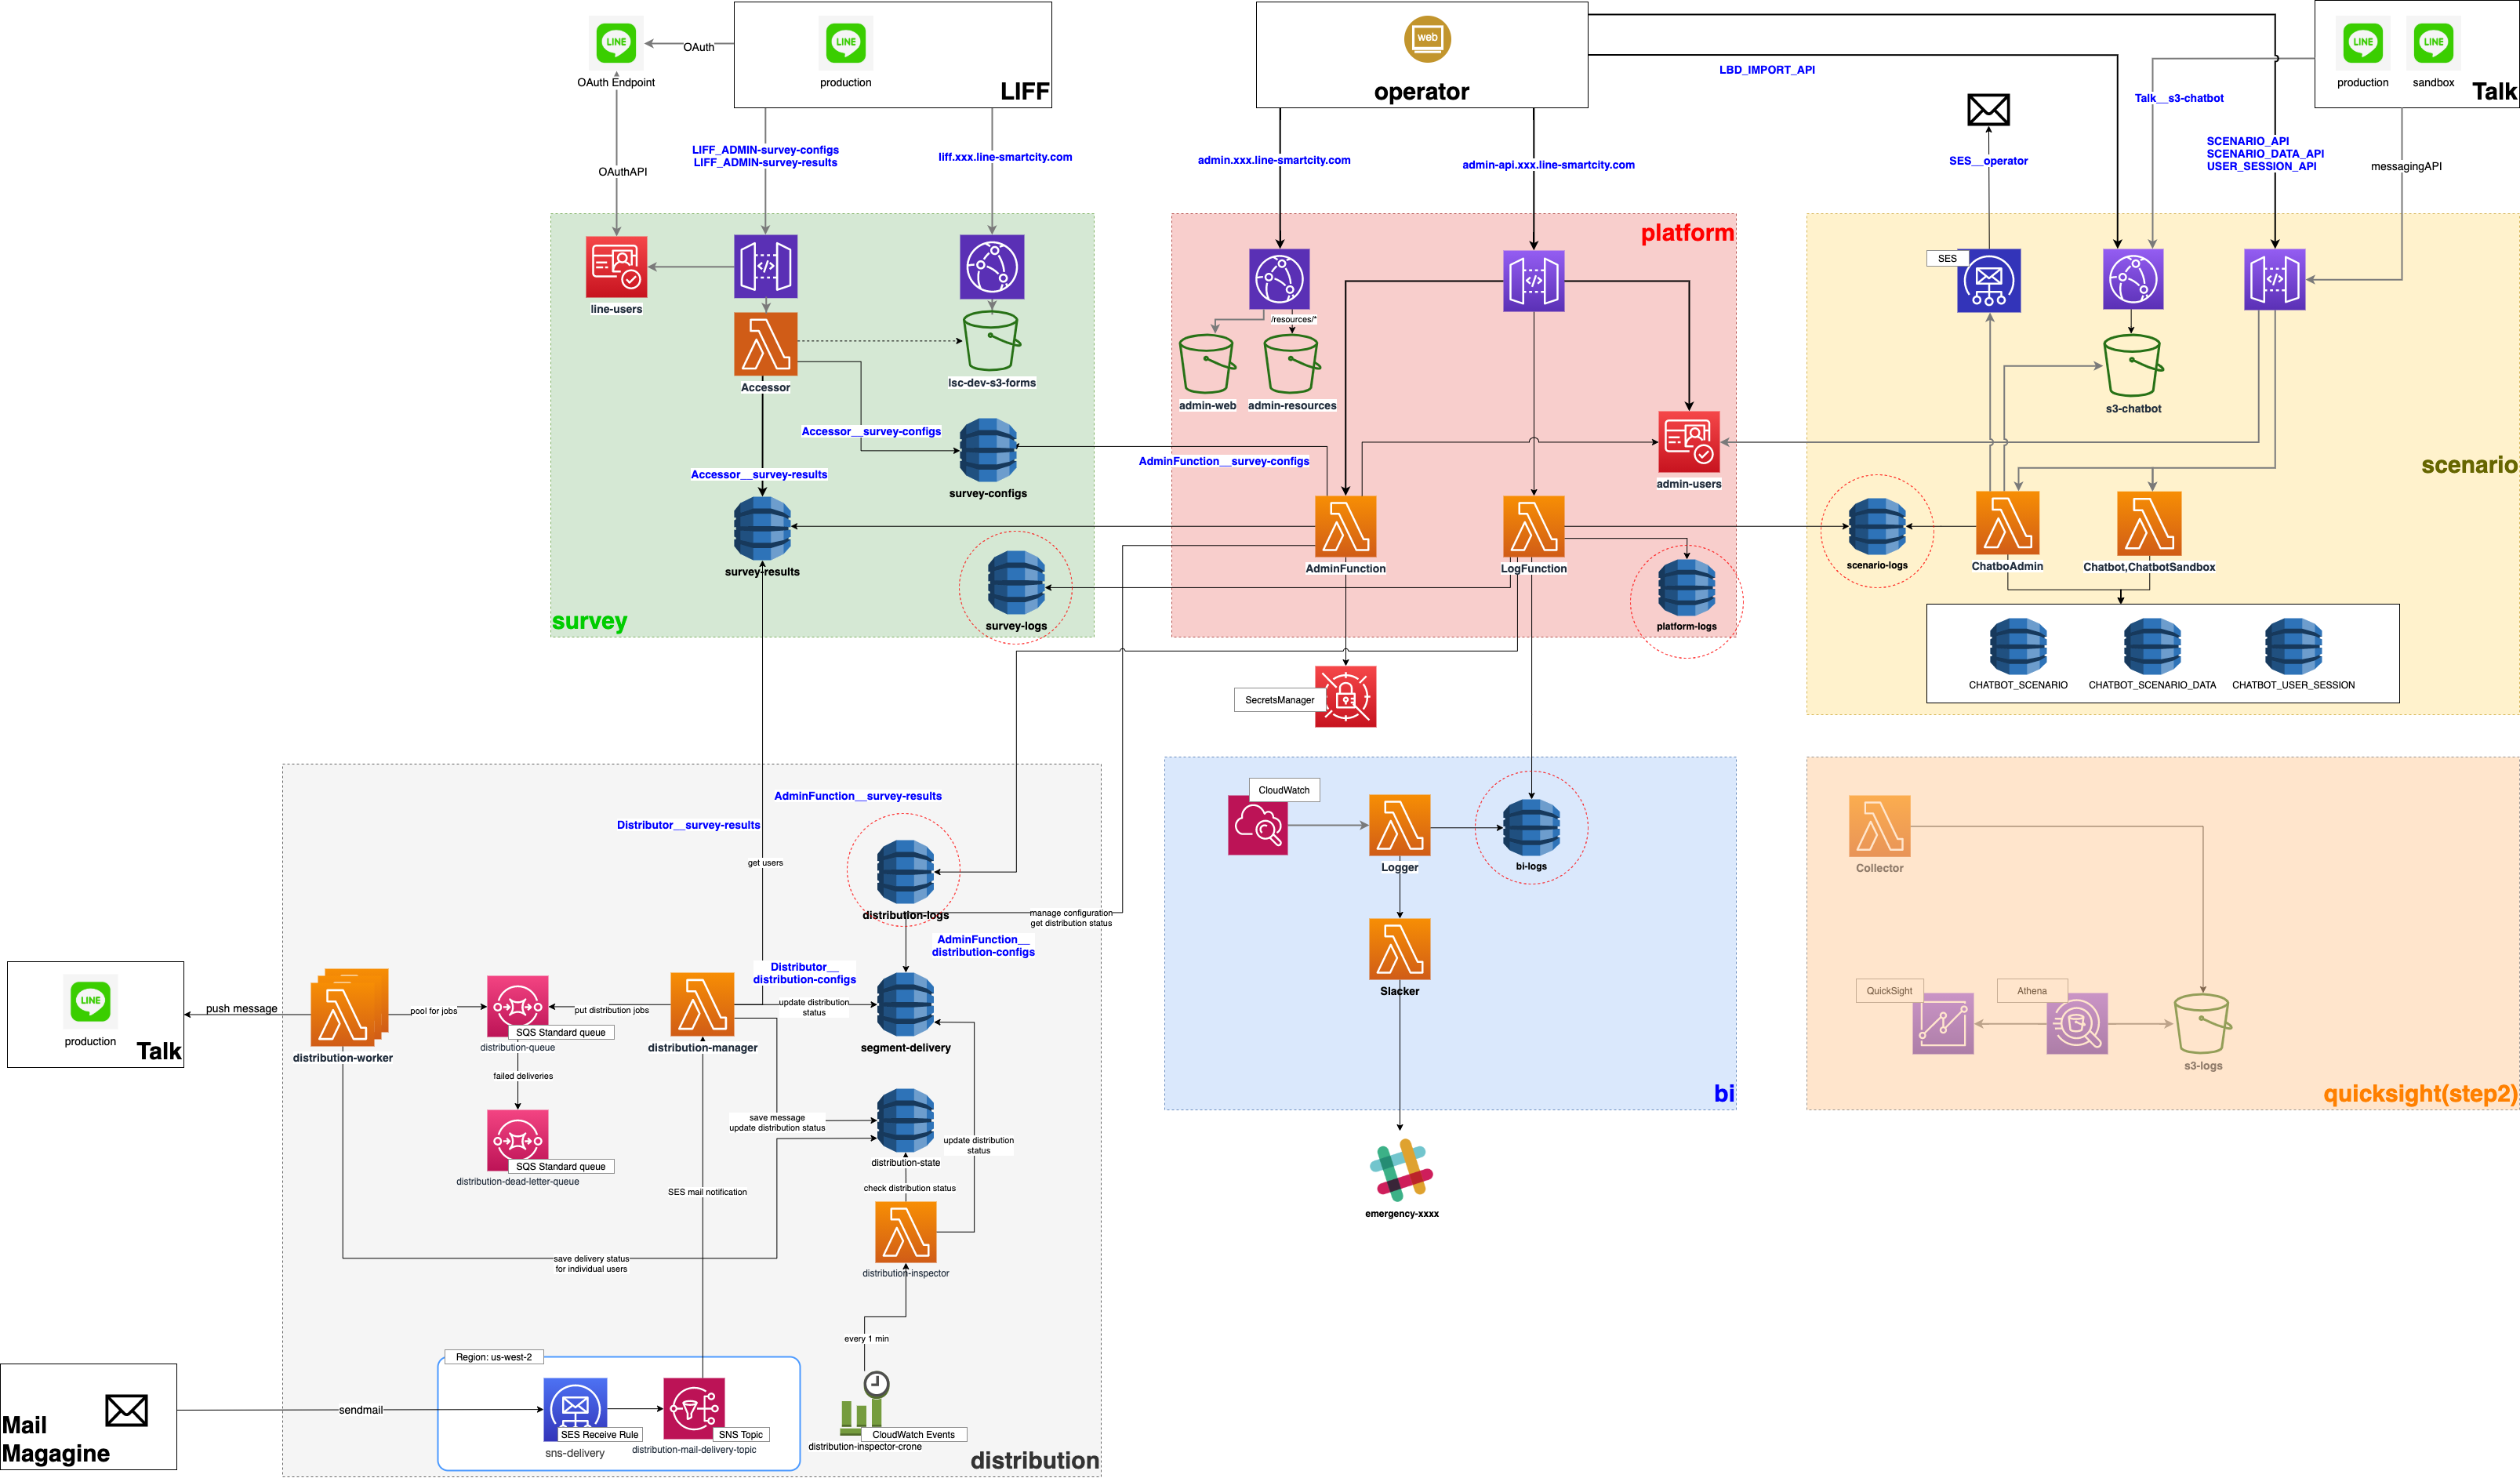 LINE
OAuth Endpoint
OAuth
LINE
production
LIFF
web
operator
LBD_IMPORT_API
LINE
production
LINE
sandbox
Talk
Talk__s3-chatbot
SCENARIO_API
SCENARIO_DATA_API
USER_SESSION_API
messagingAPI
SES__operator
OAuthAPI
LIFF_ADMIN-survey-configs
LIFF_ADMIN-survey-results
liff.xxx.line-smartcity.com
admin.xxx.line-smartcity.com
admin-api.xxx.line-smartcity.com
line-users
Accessor
lsc-dev-s3-forms
Accessor__survey-configs
survey-configs
Accessor__survey-results
survey-results
survey-logs
survey
platform
/resources/*
admin-web
admin-resources
admin-users
AdminFunction__survey-configs
AdminFunction
LogFunction
platform-logs
SecretsManager
SES
s3-chatbot
scenario
scenario-logs
ChatboAdmin
Chatbot,ChatbotSandbox
CHATBOT_SCENARIO
CHATBOT_SCENARIO_DATA
CHATBOT_USER_SESSION
AdminFunction__survey-results
Distributor__survey-results
get users
distribution-logs
manage configuration
get distribution status
AdminFunction__
distribution-configs
Distributor__
distribution-configs
LINE
production
Talk
push message
distribution-worker
pool for jobs
SQS Standard queue
distribution-queue
put distribution jobs
distribution-manager
update distribution
status
segment-delivery
failed deliveries
SQS Standard queue
distribution-dead-letter-queue
save message
update distribution status
distribution-state
update distribution
status
check distribution status
SES mail notification
distribution-inspector
save delivery status
for individual users
every 1 min
CloudWatch Events
distribution-inspector-crone
Region: us-west-2
Mail
Magagine
sendmail
SES Receive Rule
sns-delivery
SNS Topic
distribution-mail-delivery-topic
distribution
CloudWatch
Logger
bi-logs
Slacker
bi
emergency-xxxx
Collector
QuickSight
Athena
s3-logs
quicksight(step2)